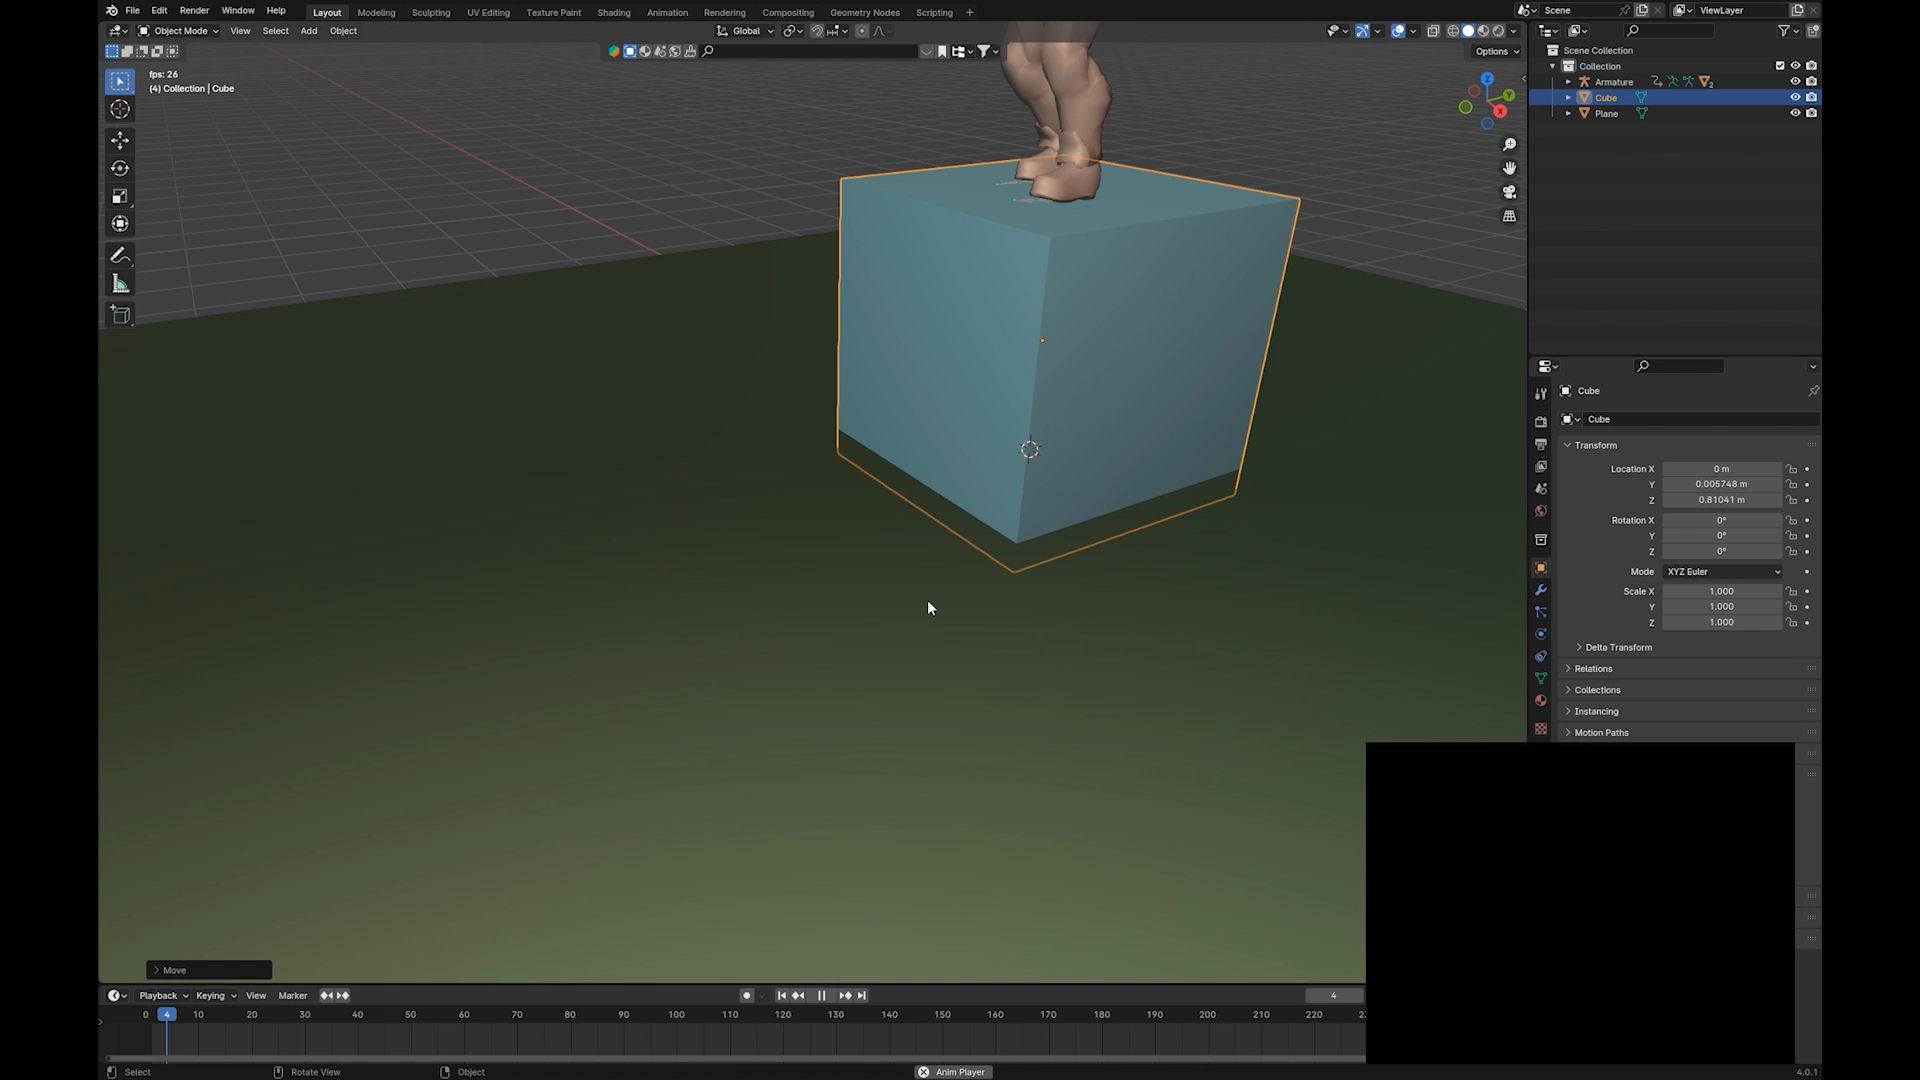 File Edit Render Window Help Layout Modeling Sculpting UV Editing Texture Paint Shading Animation Rendering Compositing Geometry Nodes Scripting + Scene ViewLayer
Object Mode View Select Add Object Global
Options
fps: 26
(4) Collection | Cube
Z
Y
X
Scene Collection
Collection
Armature 2
Cube
Plane
Cube
Cube
Transform
Location X 0 m
Y 0.005748 m
Z 0.81041 m
Rotation X 0°
Y 0°
Z 0°
Mode XYZ Euler
Scale X 1.000
Y 1.000
Z 1.000
Delta Transform
Relations
Collections
Instancing
Motion Paths
Move
Playback Keying View Marker 4
0 4 10 20 30 40 50 60 70 80 90 100 110 120 130 140 150 160 170 180 190 200 210 220
Select Rotate View Object Anim Player 4.0.1